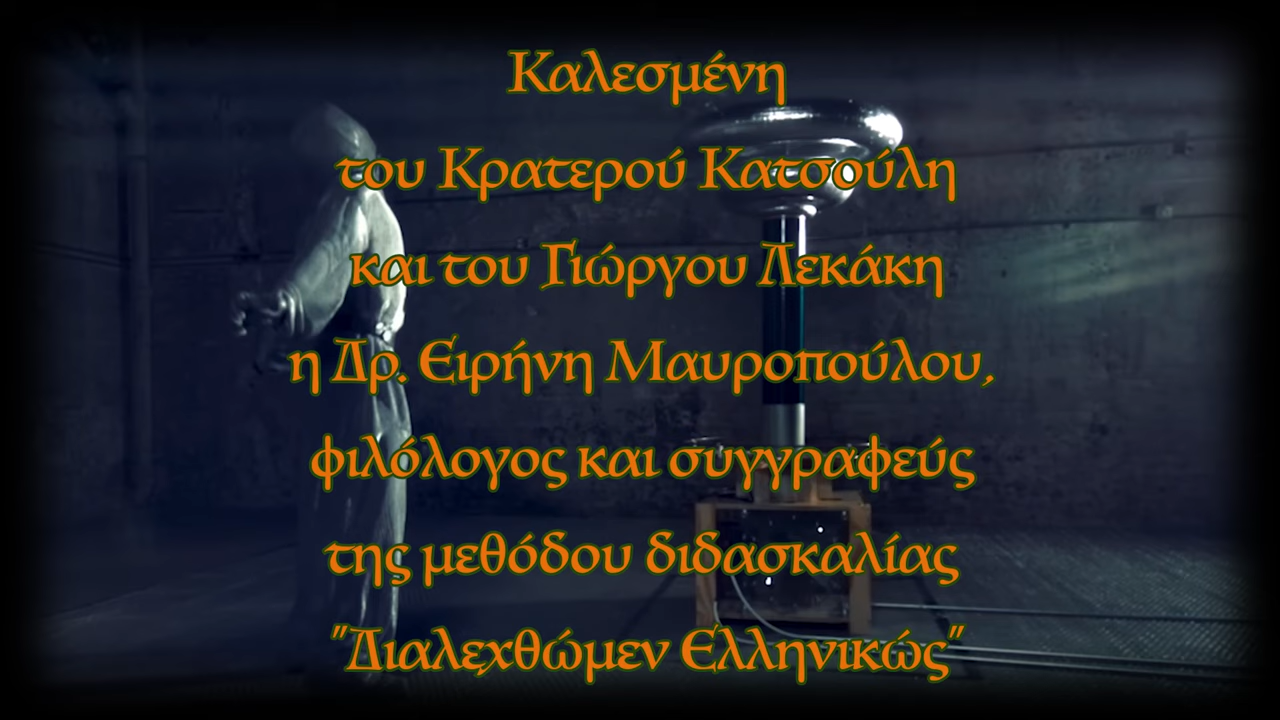 Καλεσμένη
του Κρατερού Κατσούλη
και του Γιώργου Λεκάκη
η Δρ. Ειρήνη Μαυροπούλου,
φιλόλογος και συγγραφεύς
της μεθόδου διδασκαλίας
"Διαλεχθώμεν Ελληνικώς"